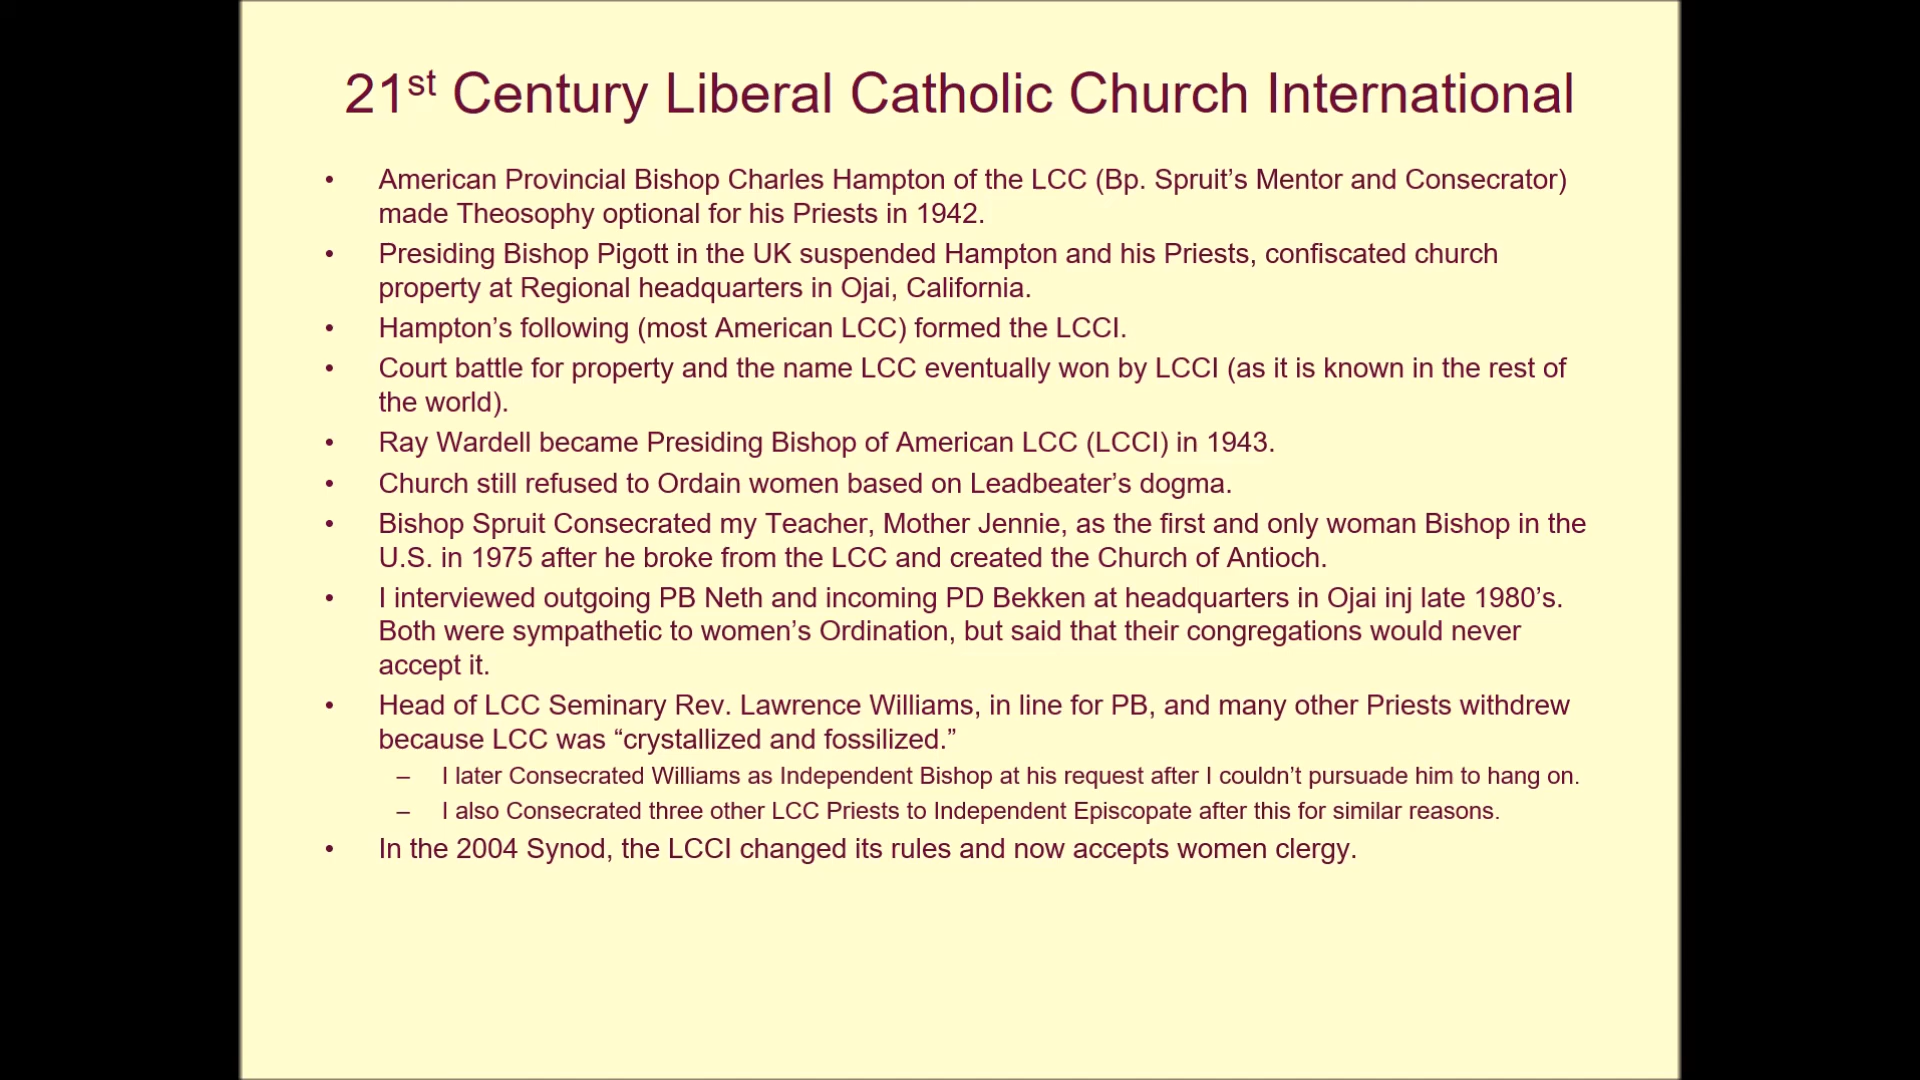 21st Century Liberal Catholic Church International
• American Provincial Bishop Charles Hampton of the LCC (Bp. Spruit’s Mentor and Consecrator)
made Theosophy optional for his Priests in 1942.
• Presiding Bishop Pigott in the UK suspended Hampton and his Priests, confiscated church
property at Regional headquarters in Ojai, California.
• Hampton’s following (most American LCC) formed the LCCI.
• Court battle for property and the name LCC eventually won by LCCI (as it is known in the rest of
the world).
• Ray Wardell became Presiding Bishop of American LCC (LCCI) in 1943.
• Church still refused to Ordain women based on Leadbeater’s dogma.
• Bishop Spruit Consecrated my Teacher, Mother Jennie, as the first and only woman Bishop in the
U.S. in 1975 after he broke from the LCC and created the Church of Antioch.
• I interviewed outgoing PB Neth and incoming PD Bekken at headquarters in Ojai inj late 1980’s.
Both were sympathetic to women’s Ordination, but said that their congregations would never
accept it.
• Head of LCC Seminary Rev. Lawrence Williams, in line for PB, and many other Priests withdrew
because LCC was “crystallized and fossilized.”
– I later Consecrated Williams as Independent Bishop at his request after I couldn’t pursuade him to hang on.
– I also Consecrated three other LCC Priests to Independent Episcopate after this for similar reasons.
• In the 2004 Synod, the LCCI changed its rules and now accepts women clergy.